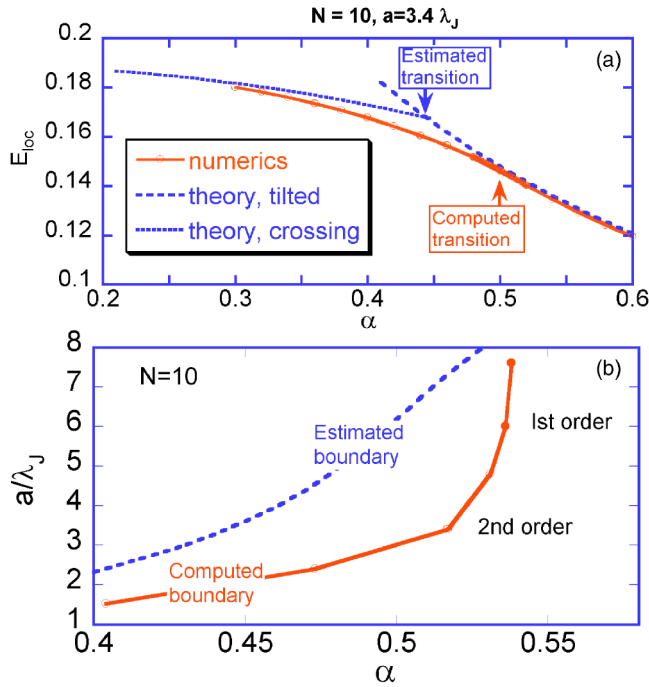 N = 10, a=3.4 λJ
(a)
0.2
0.18
0.16
0.14
0.12
0.1
Eloc
Estimated
transition
numerics
theory, tilted
theory, crossing
Computed
transition
0.2 0.3 0.4 0.5 0.6
α
(b)
N=10
8
7
6
5
4
3
2
1
a/λJ
Estimated
boundary
Ist order
2nd order
Computed
boundary
0.4 0.45 0.5 0.55
α